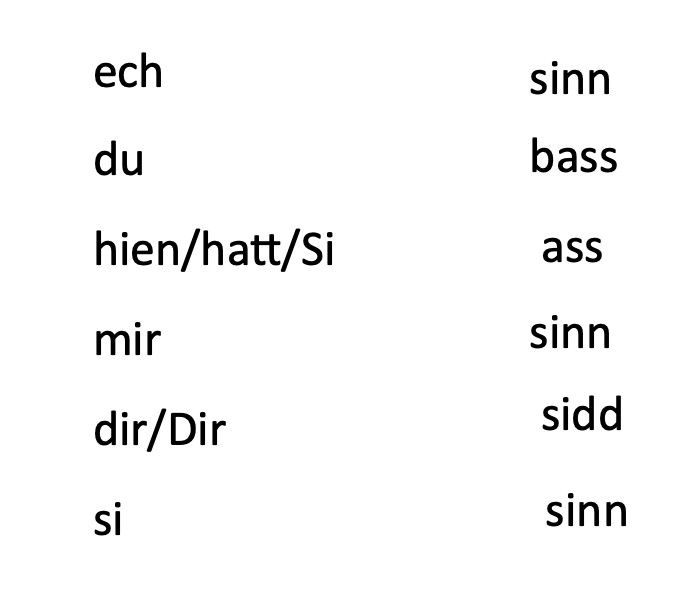 ech sinn
du bass
hien/hatt/Si ass
mir sinn
dir/Dir sidd
si sinn